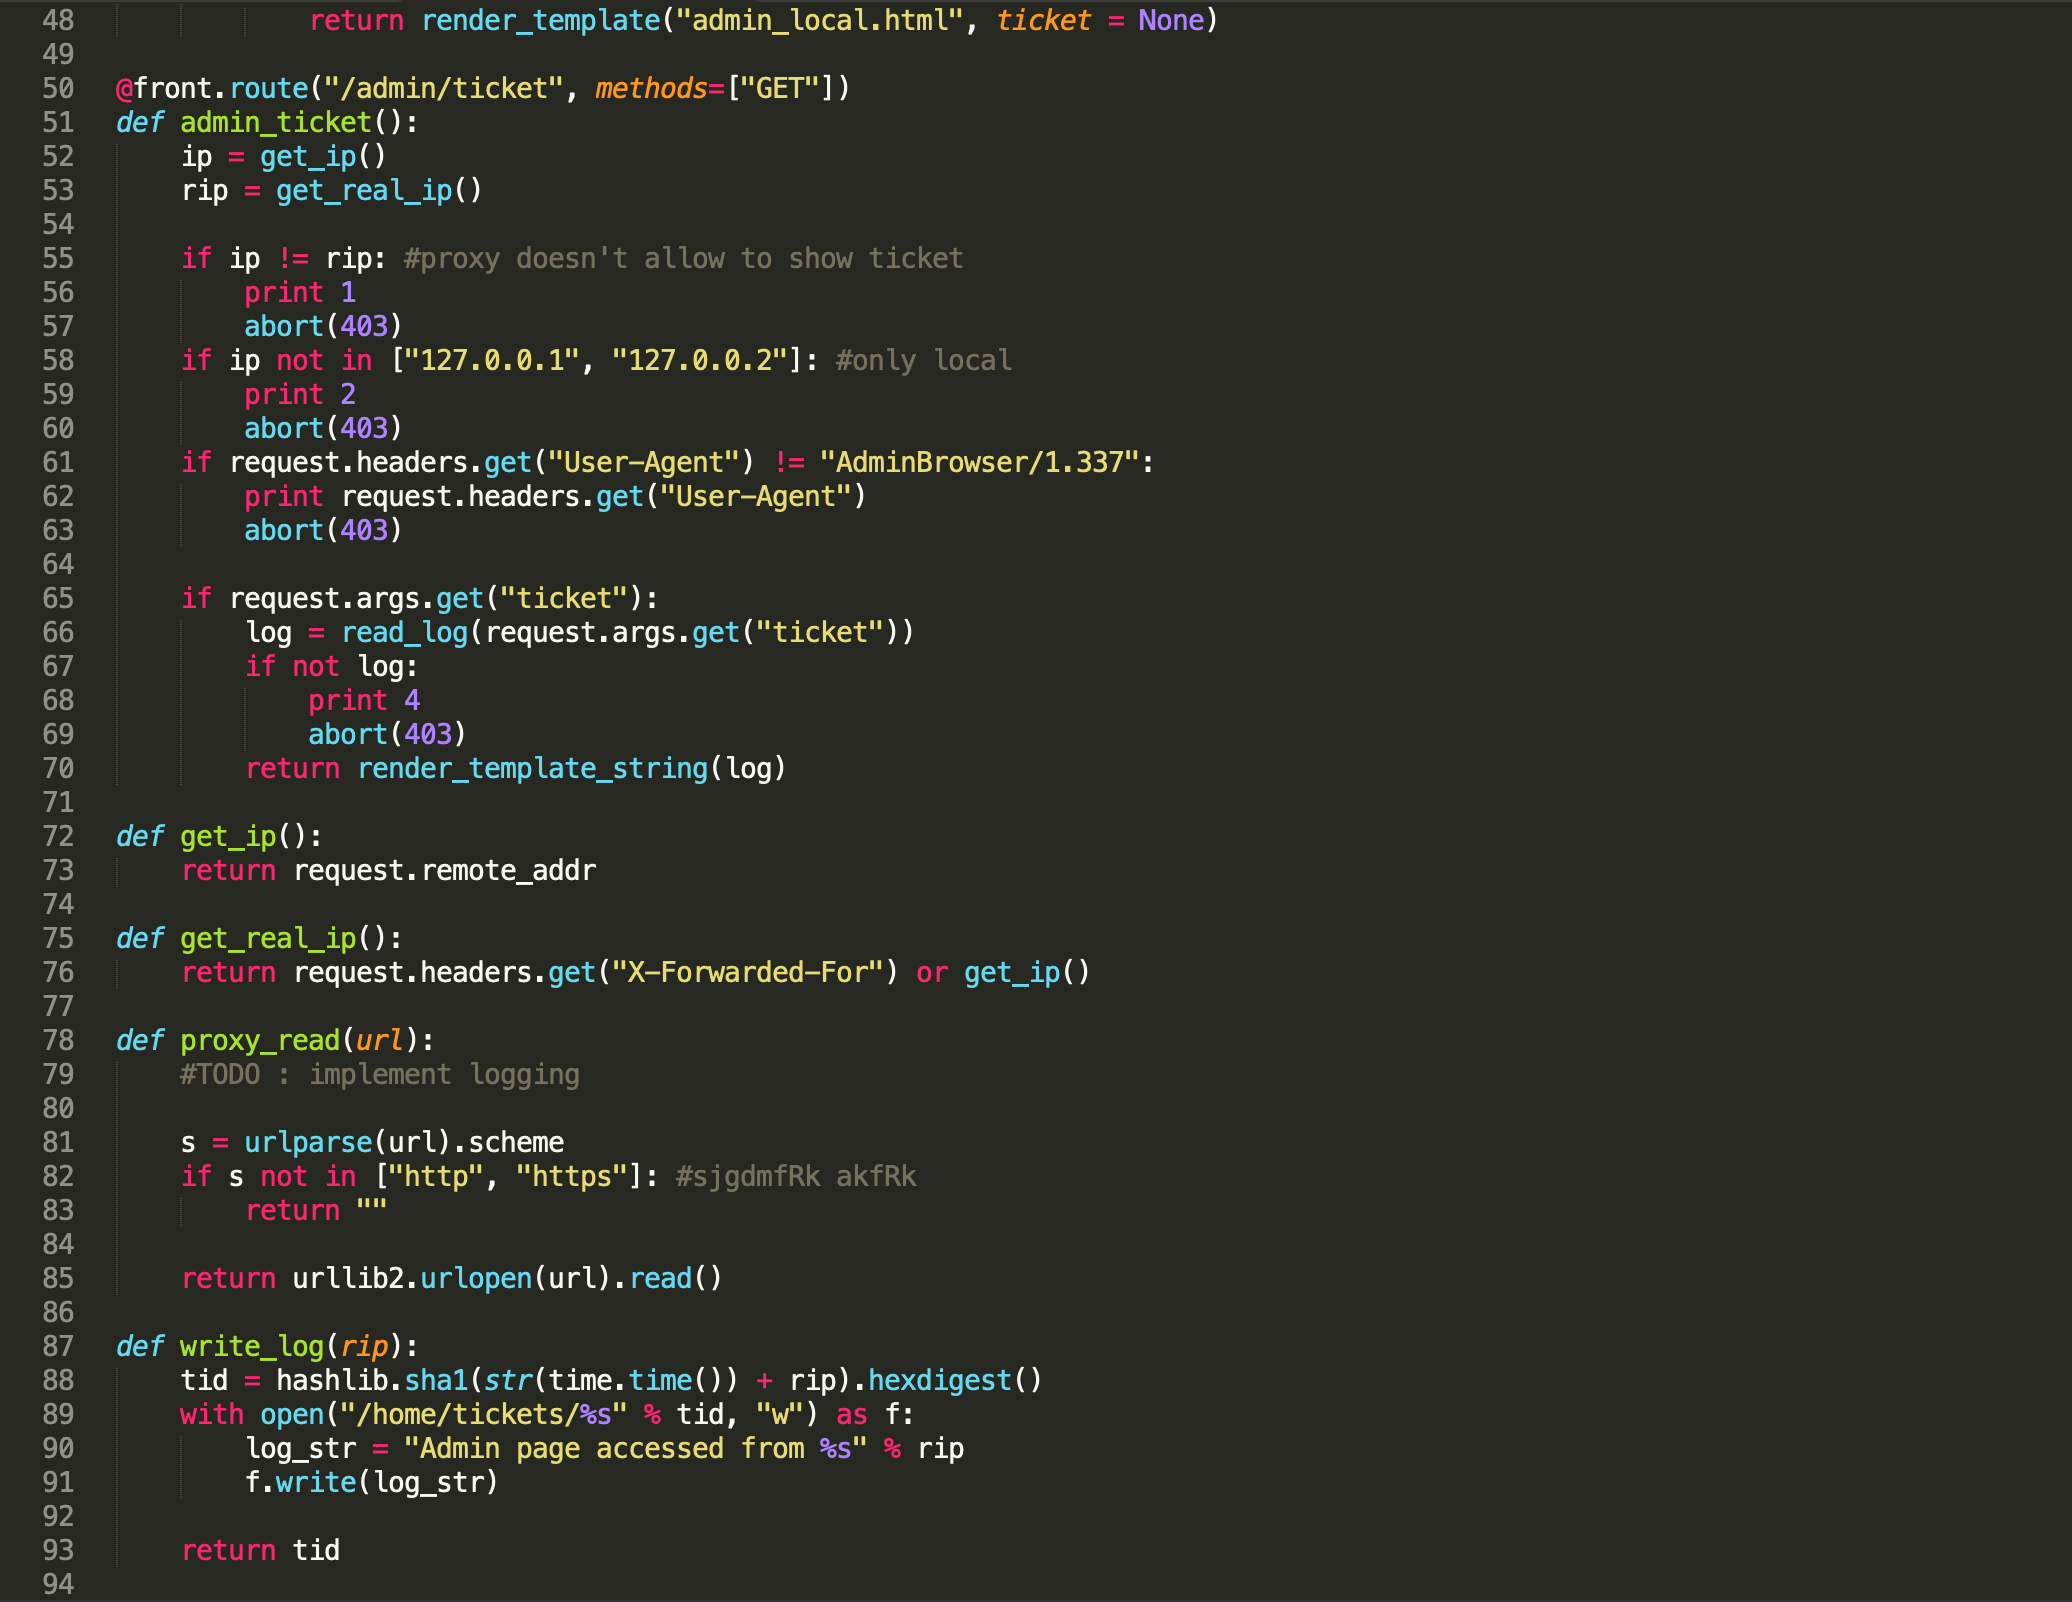 48 return render_template("admin_local.html", ticket = None)
49
50 @front.route("/admin/ticket", methods=["GET"])
51 def admin_ticket():
52 ip = get_ip()
53 rip = get_real_ip()
54
55 if ip != rip: #proxy doesn't allow to show ticket
56 print 1
57 abort(403)
58 if ip not in ["127.0.0.1", "127.0.0.2"]: #only local
59 print 2
60 abort(403)
61 if request.headers.get("User-Agent") != "AdminBrowser/1.337":
62 print request.headers.get("User-Agent")
63 abort(403)
64
65 if request.args.get("ticket"):
66 log = read_log(request.args.get("ticket"))
67 if not log:
68 print 4
69 abort(403)
70 return render_template_string(log)
71
72 def get_ip():
73 return request.remote_addr
74
75 def get_real_ip():
76 return request.headers.get("X-Forwarded-For") or get_ip()
77
78 def proxy_read(url):
79 #TODO : implement logging
80
81 s = urlparse(url).scheme
82 if s not in ["http", "https"]: #sjgdmfRk akfRk
83 return ""
84
85 return urllib2.urlopen(url).read()
86
87 def write_log(rip):
88 tid = hashlib.sha1(str(time.time()) + rip).hexdigest()
89 with open("/home/tickets/%s" % tid, "w") as f:
90 log_str = "Admin page accessed from %s" % rip
91 f.write(log_str)
92
93 return tid
94